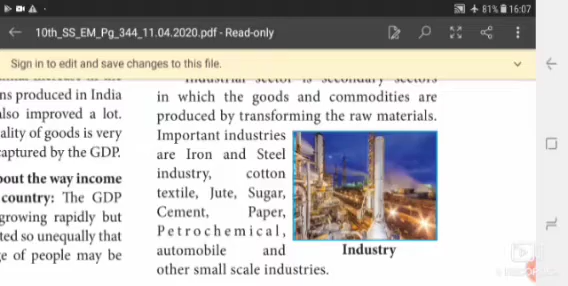 81% 16:07
10th_SS_EM_Pg_344_11.04.2020.pdf - Read-only
Sign in to edit and save changes to this file.
ns produced in India
also improved a lot.
ality of goods is very
captured by the GDP.
bout the way income
country: The GDP
growing rapidly but
ted so unequally that
e of people may be
Industrial sector is secondary sectors
in which the goods and commodities are
produced by transforming the raw materials.
Important industries
are Iron and Steel
industry, cotton
textile, Jute, Sugar,
Cement, Paper,
Petrochemical,
automobile and
other small scale industries.
Industry